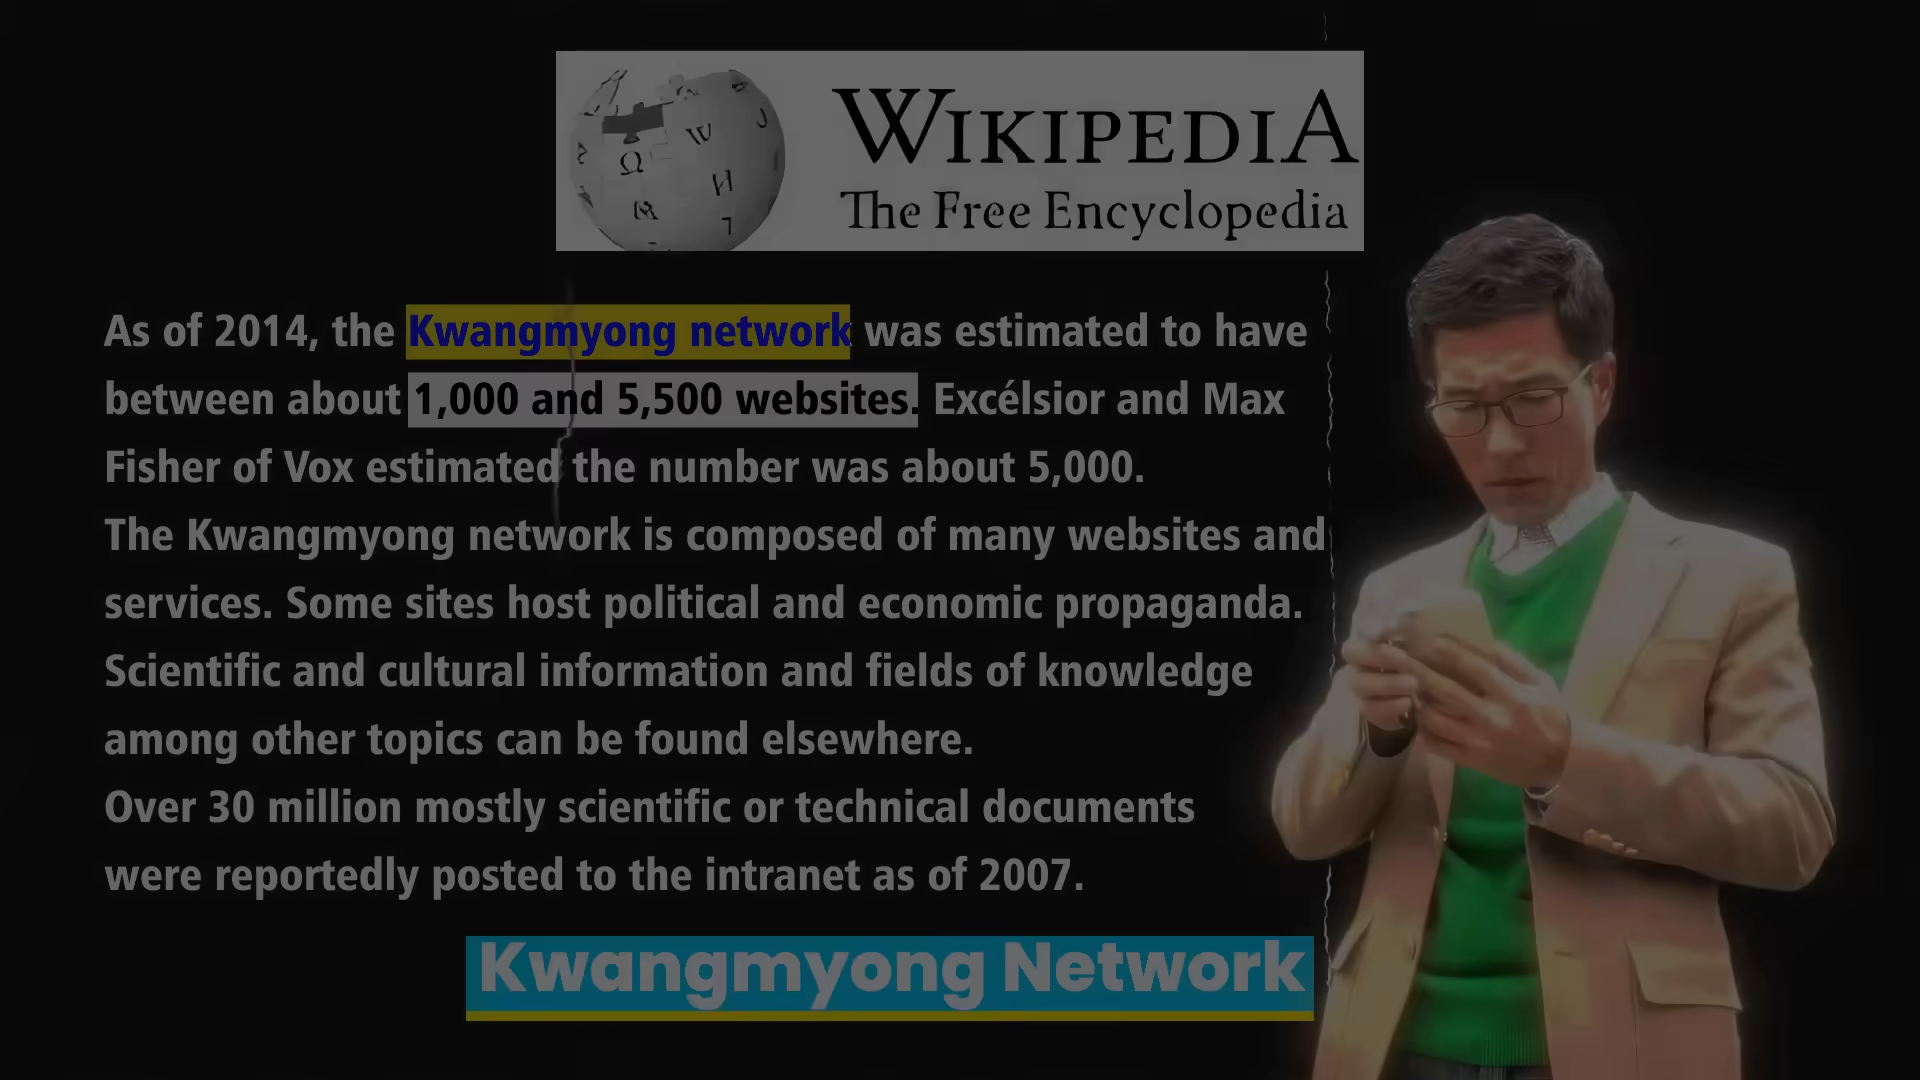 WIKIPEDIA
The Free Encyclopedia
Ω W И 7 J
As of 2014, the Kwangmyong network was estimated to have
between about 1,000 and 5,500 websites. Excélsior and Max
Fisher of Vox estimated the number was about 5,000.
The Kwangmyong network is composed of many websites and
services. Some sites host political and economic propaganda.
Scientific and cultural information and fields of knowledge
among other topics can be found elsewhere.
Over 30 million mostly scientific or technical documents
were reportedly posted to the intranet as of 2007.
Kwangmyong Network